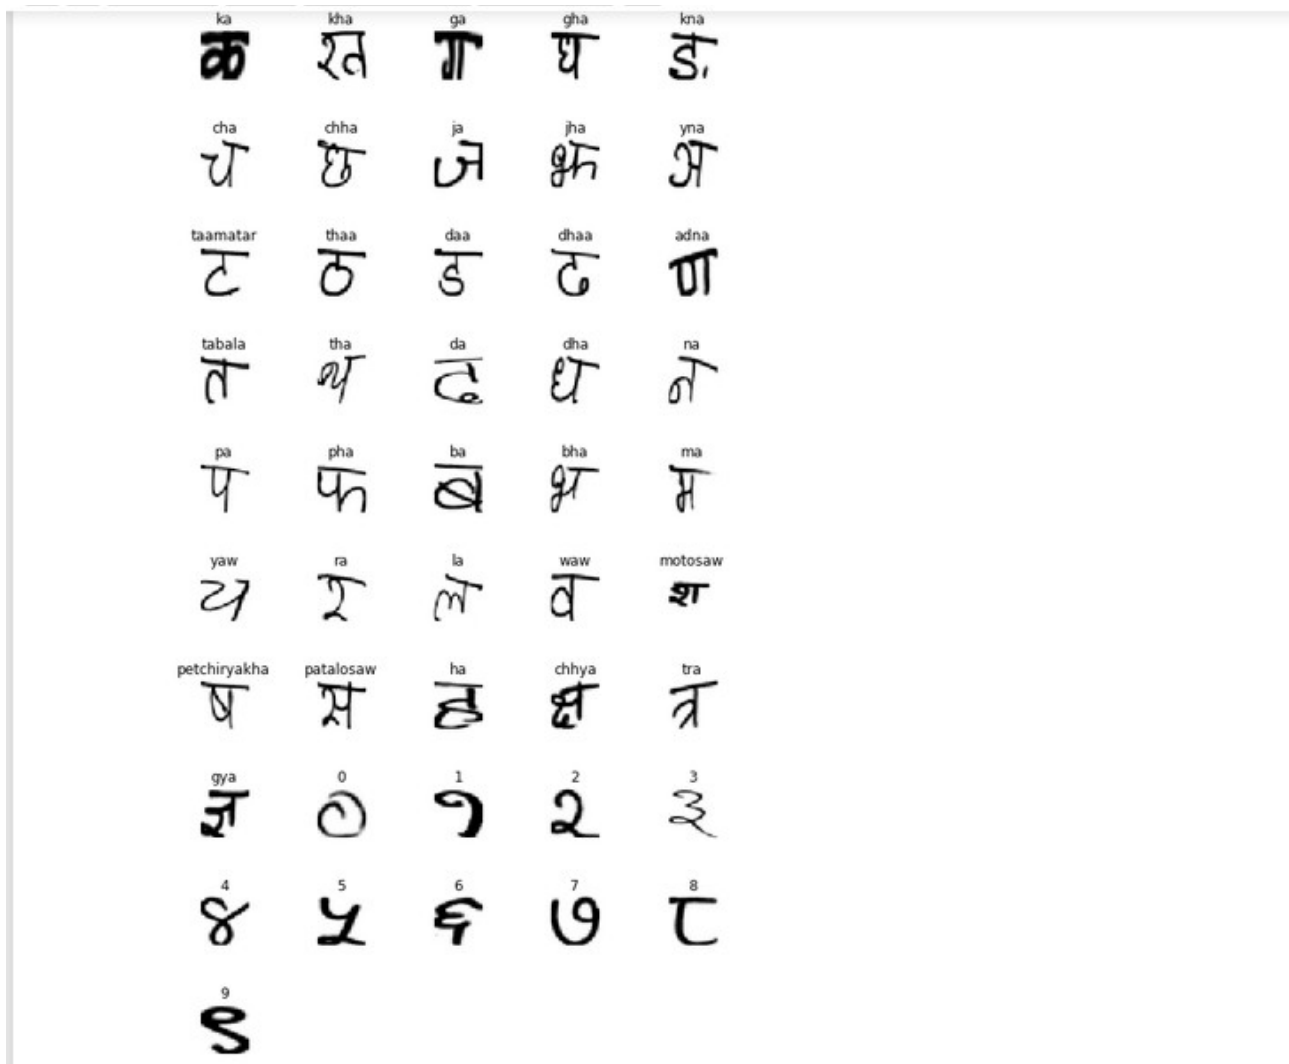 ka kha ga gha kna
क ख ग घ ङ
cha chha ja jha yna
च छ ज झ ञ
taamatar thaa daa dhaa adna
ट ठ ड ढ ण
tabala tha da dha na
त थ द ध न
pa pha ba bha ma
प फ ब भ म
yaw ra la waw motosaw
य र ल व श
petchiryakha patalosaw ha chhya tra
ष स ह क्ष त्र
gya 0 1 2 3
ज्ञ ० १ २ ३
4 5 6 7 8
४ ५ ६ ७ ८
9
९